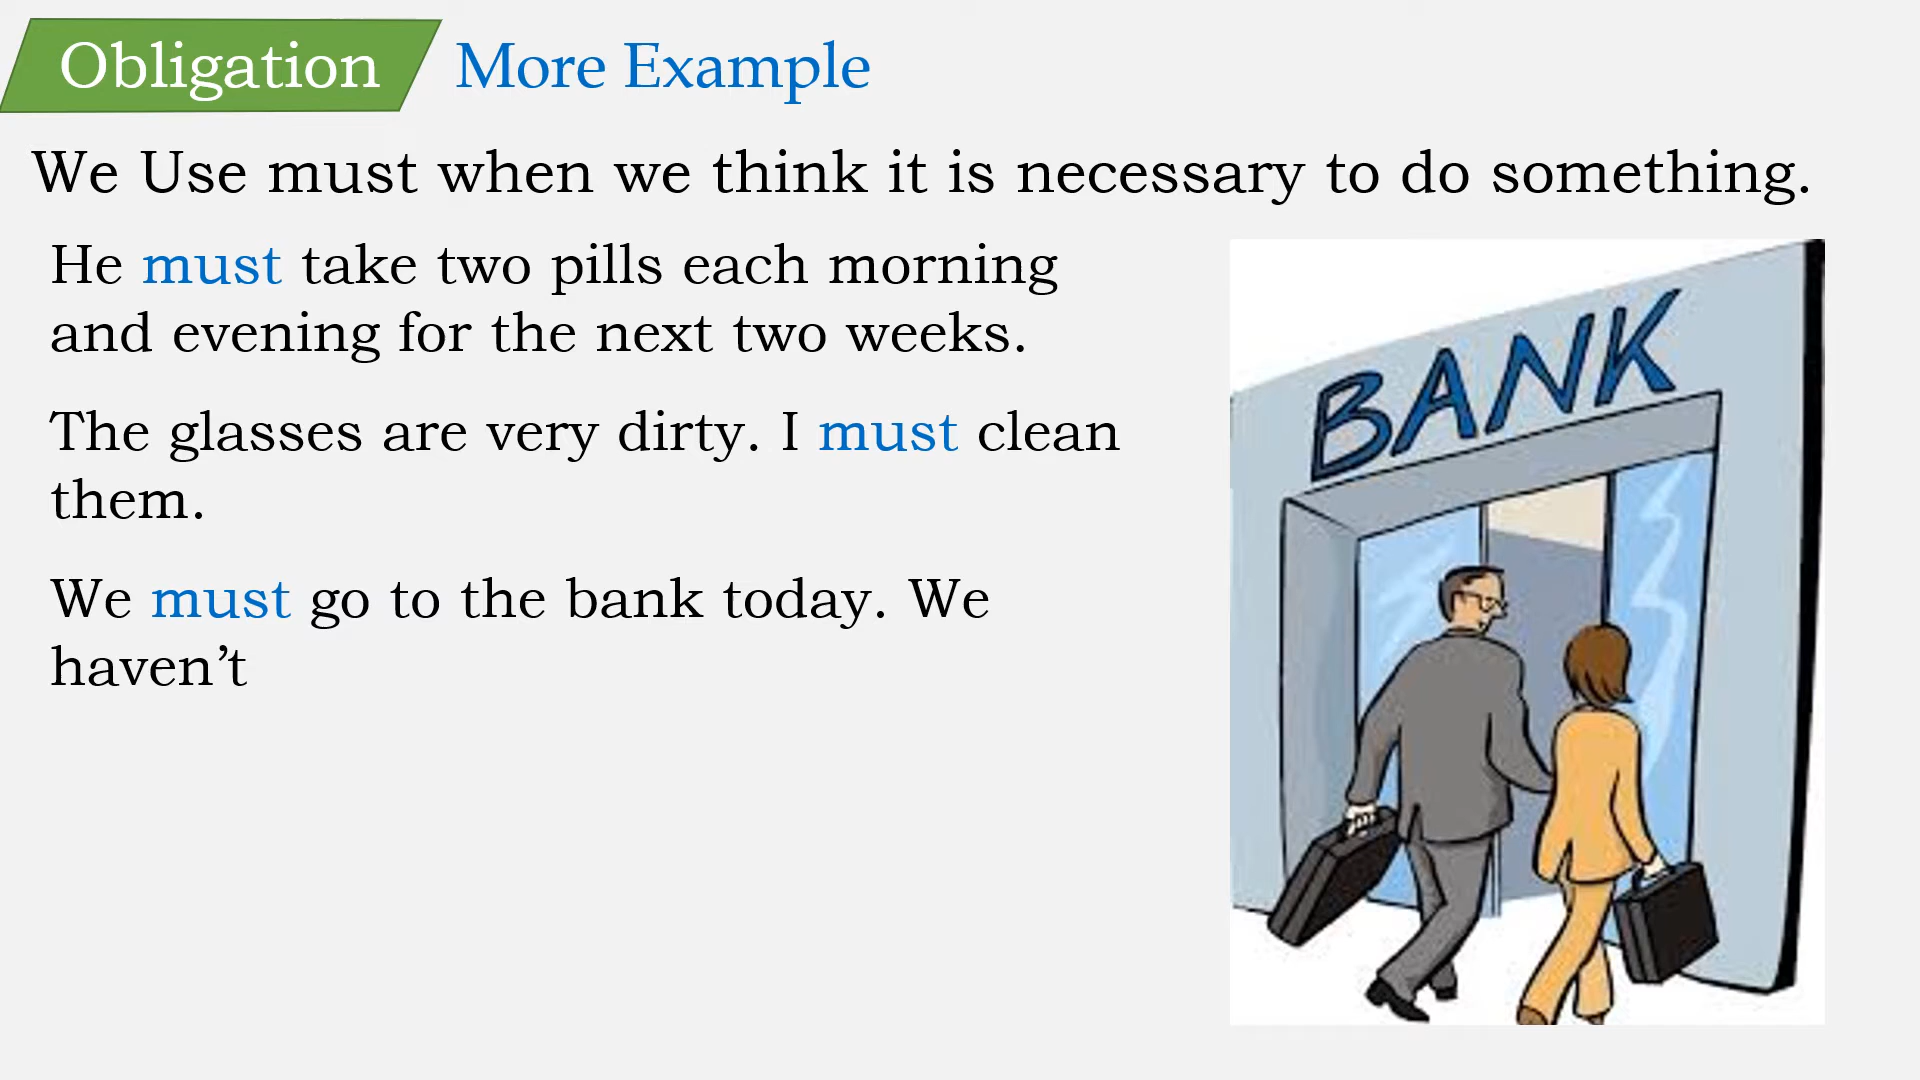 Obligation More Example
We Use must when we think it is necessary to do something.
He must take two pills each morning
and evening for the next two weeks.
The glasses are very dirty. I must clean
them.
We must go to the bank today. We
haven’t
BANK